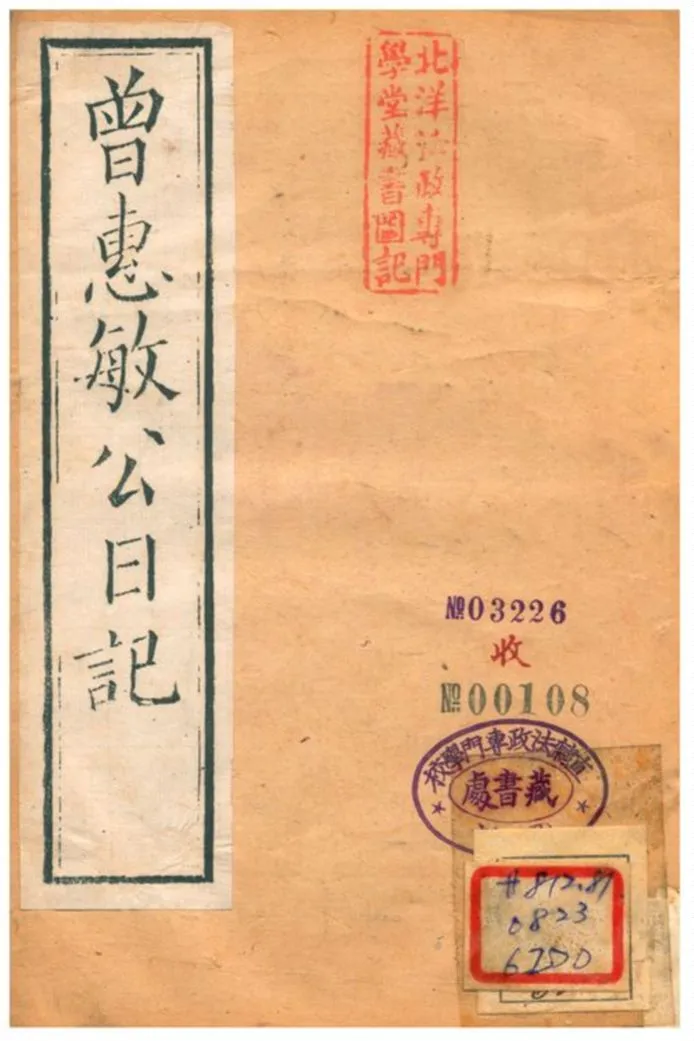 曾惠敏公日記
北洋法政專門
學堂藏書圖記
№03226
收
№00108
直隸法政專門學校
藏書處
#812.81
0823
6200